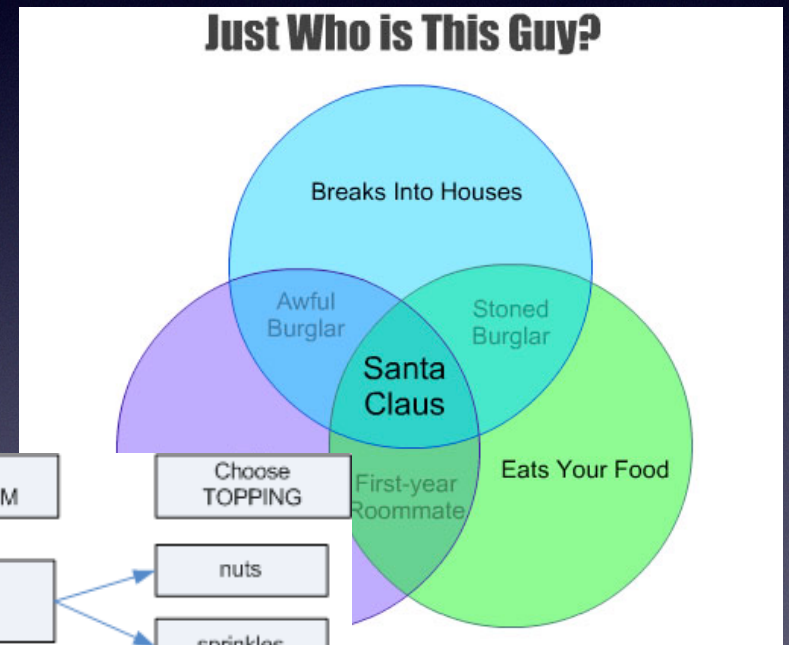 Just Who is This Guy?
Breaks Into Houses
Awful
Burglar
Stoned
Burglar
Santa
Claus
Eats Your Food
First-year
Roommate
M
Choose
TOPPING
nuts
sprinkles